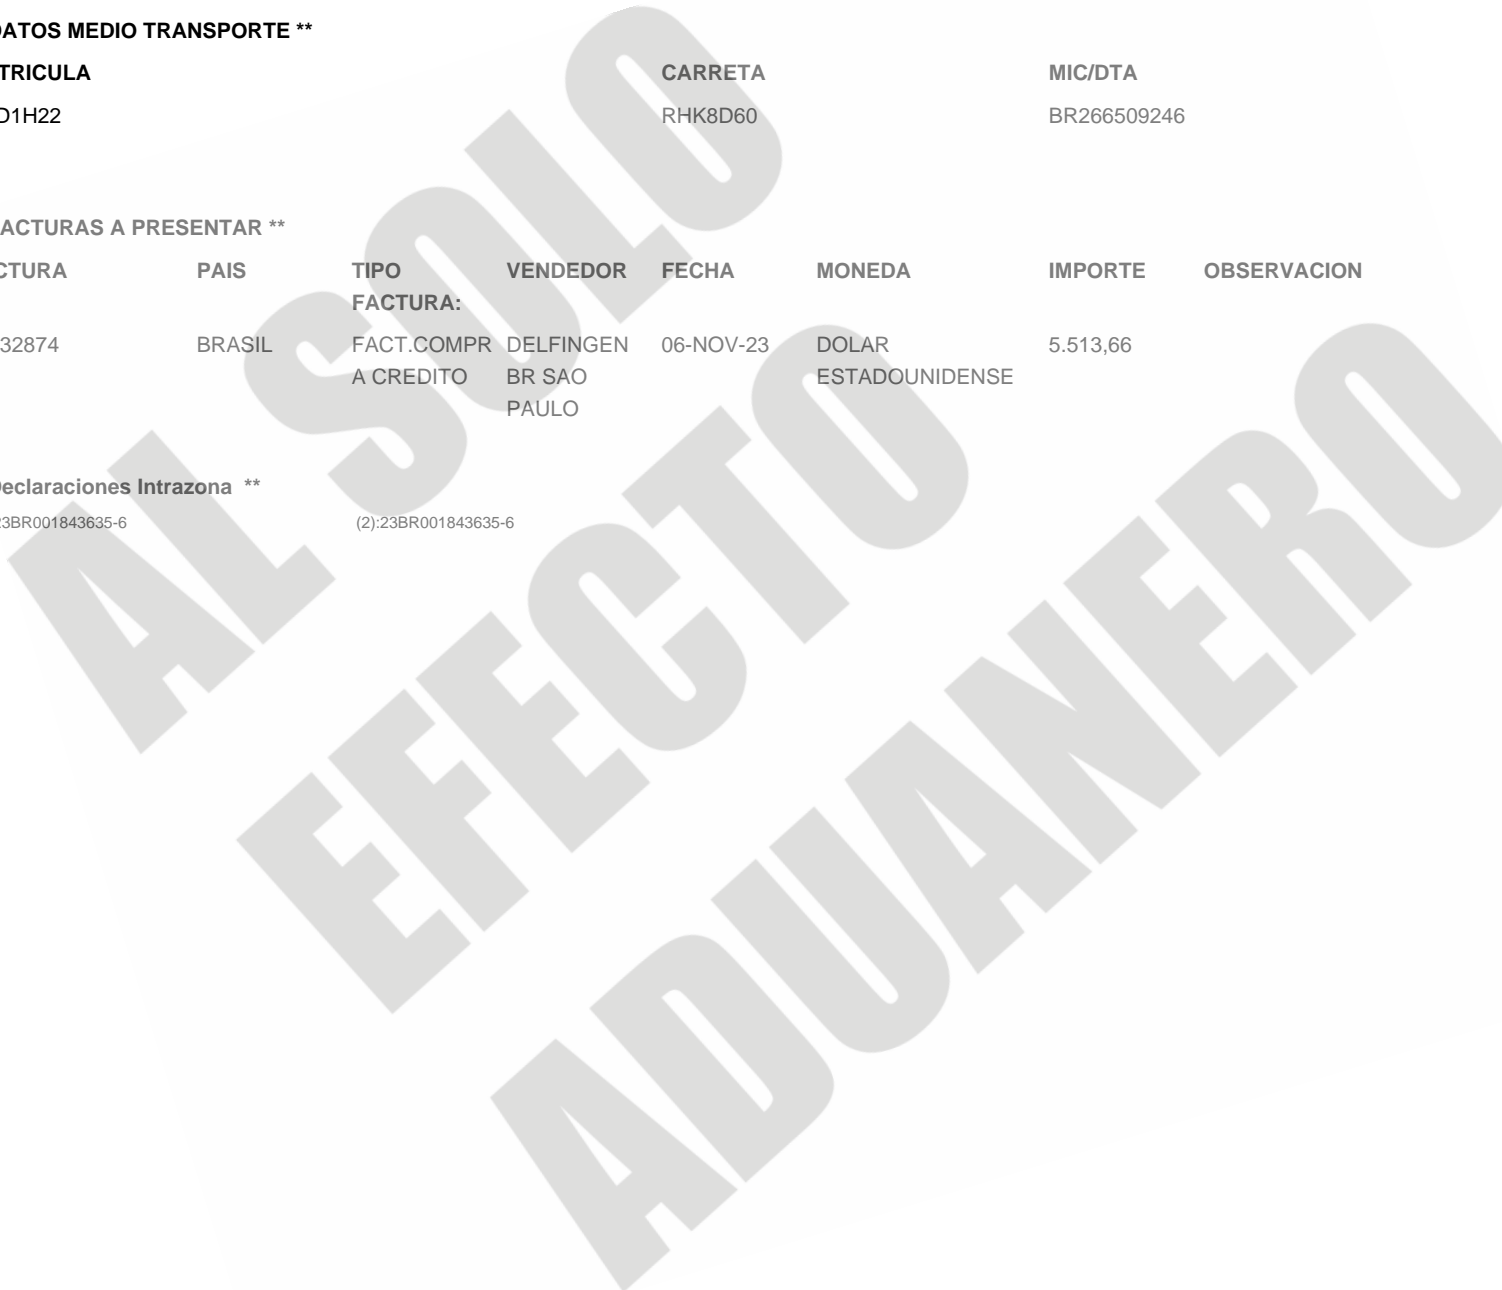 DATOS MEDIO TRANSPORTE **
TRICULA CARRETA MIC/DTA
D1H22 RHK8D60 BR266509246
ACTURAS A PRESENTAR **
CTURA PAIS TIPO VENDEDOR FECHA MONEDA IMPORTE OBSERVACION
FACTURA:
32874 BRASIL FACT.COMPR DELFINGEN 06-NOV-23 DOLAR 5.513,66
A CREDITO BR SAO ESTADOUNIDENSE
PAULO
Declaraciones Intrazona **
23BR001843635-6 (2):23BR001843635-6
AL SOLO
EFECTO
ADUANERO